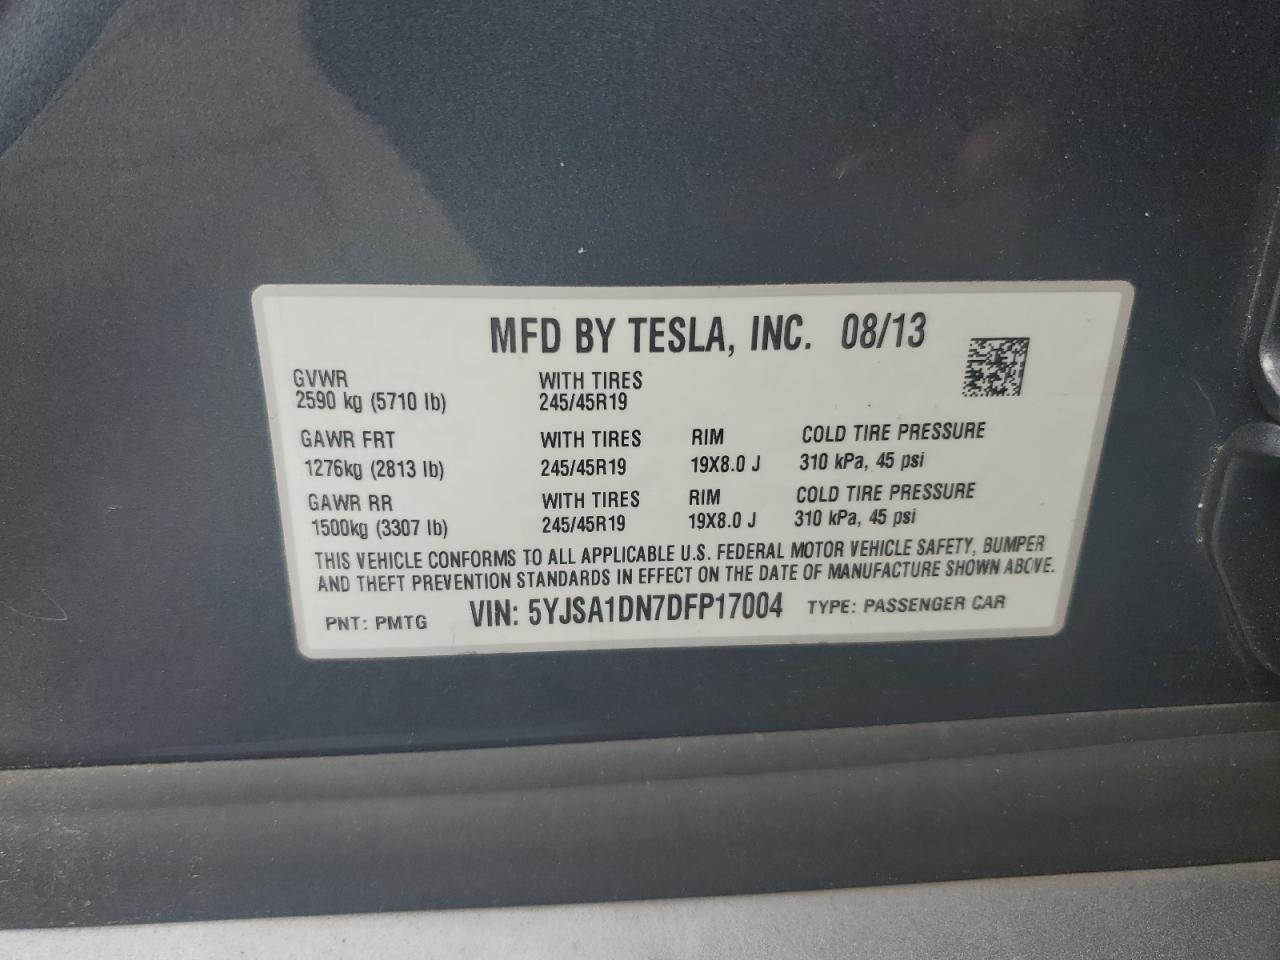 MFD BY TESLA, INC. 08/13
GVWR WITH TIRES
2590 kg (5710 lb) 245/45R19
GAWR FRT WITH TIRES RIM COLD TIRE PRESSURE
1276kg (2813 lb) 245/45R19 19X8.0 J 310 kPa, 45 psi
GAWR RR WITH TIRES RIM COLD TIRE PRESSURE
1500kg (3307 lb) 245/45R19 19X8.0 J 310 kPa, 45 psi
THIS VEHICLE CONFORMS TO ALL APPLICABLE U.S. FEDERAL MOTOR VEHICLE SAFETY, BUMPER
AND THEFT PREVENTION STANDARDS IN EFFECT ON THE DATE OF MANUFACTURE SHOWN ABOVE.
PNT: PMTG VIN: 5YJSA1DN7DFP17004 TYPE: PASSENGER CAR